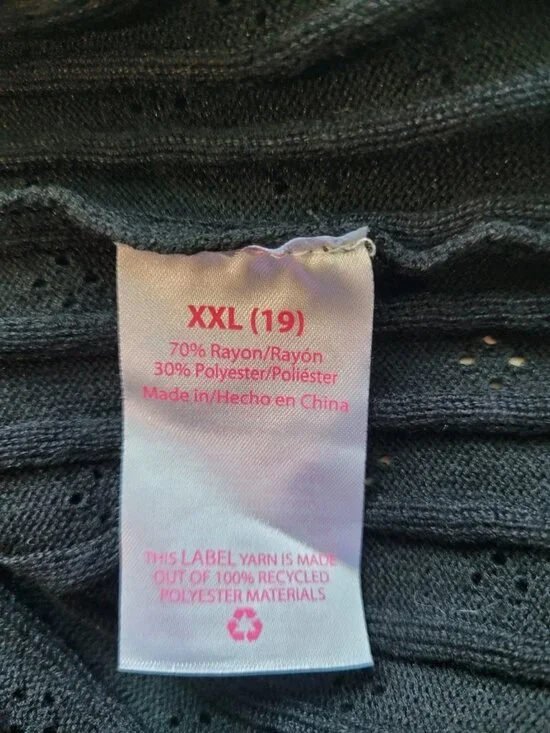 XXL (19)
70% Rayon/Rayón
30% Polyester/Poliéster
Made in/Hecho en China
THIS LABEL YARN IS MADE
OUT OF 100% RECYCLED
POLYESTER MATERIALS